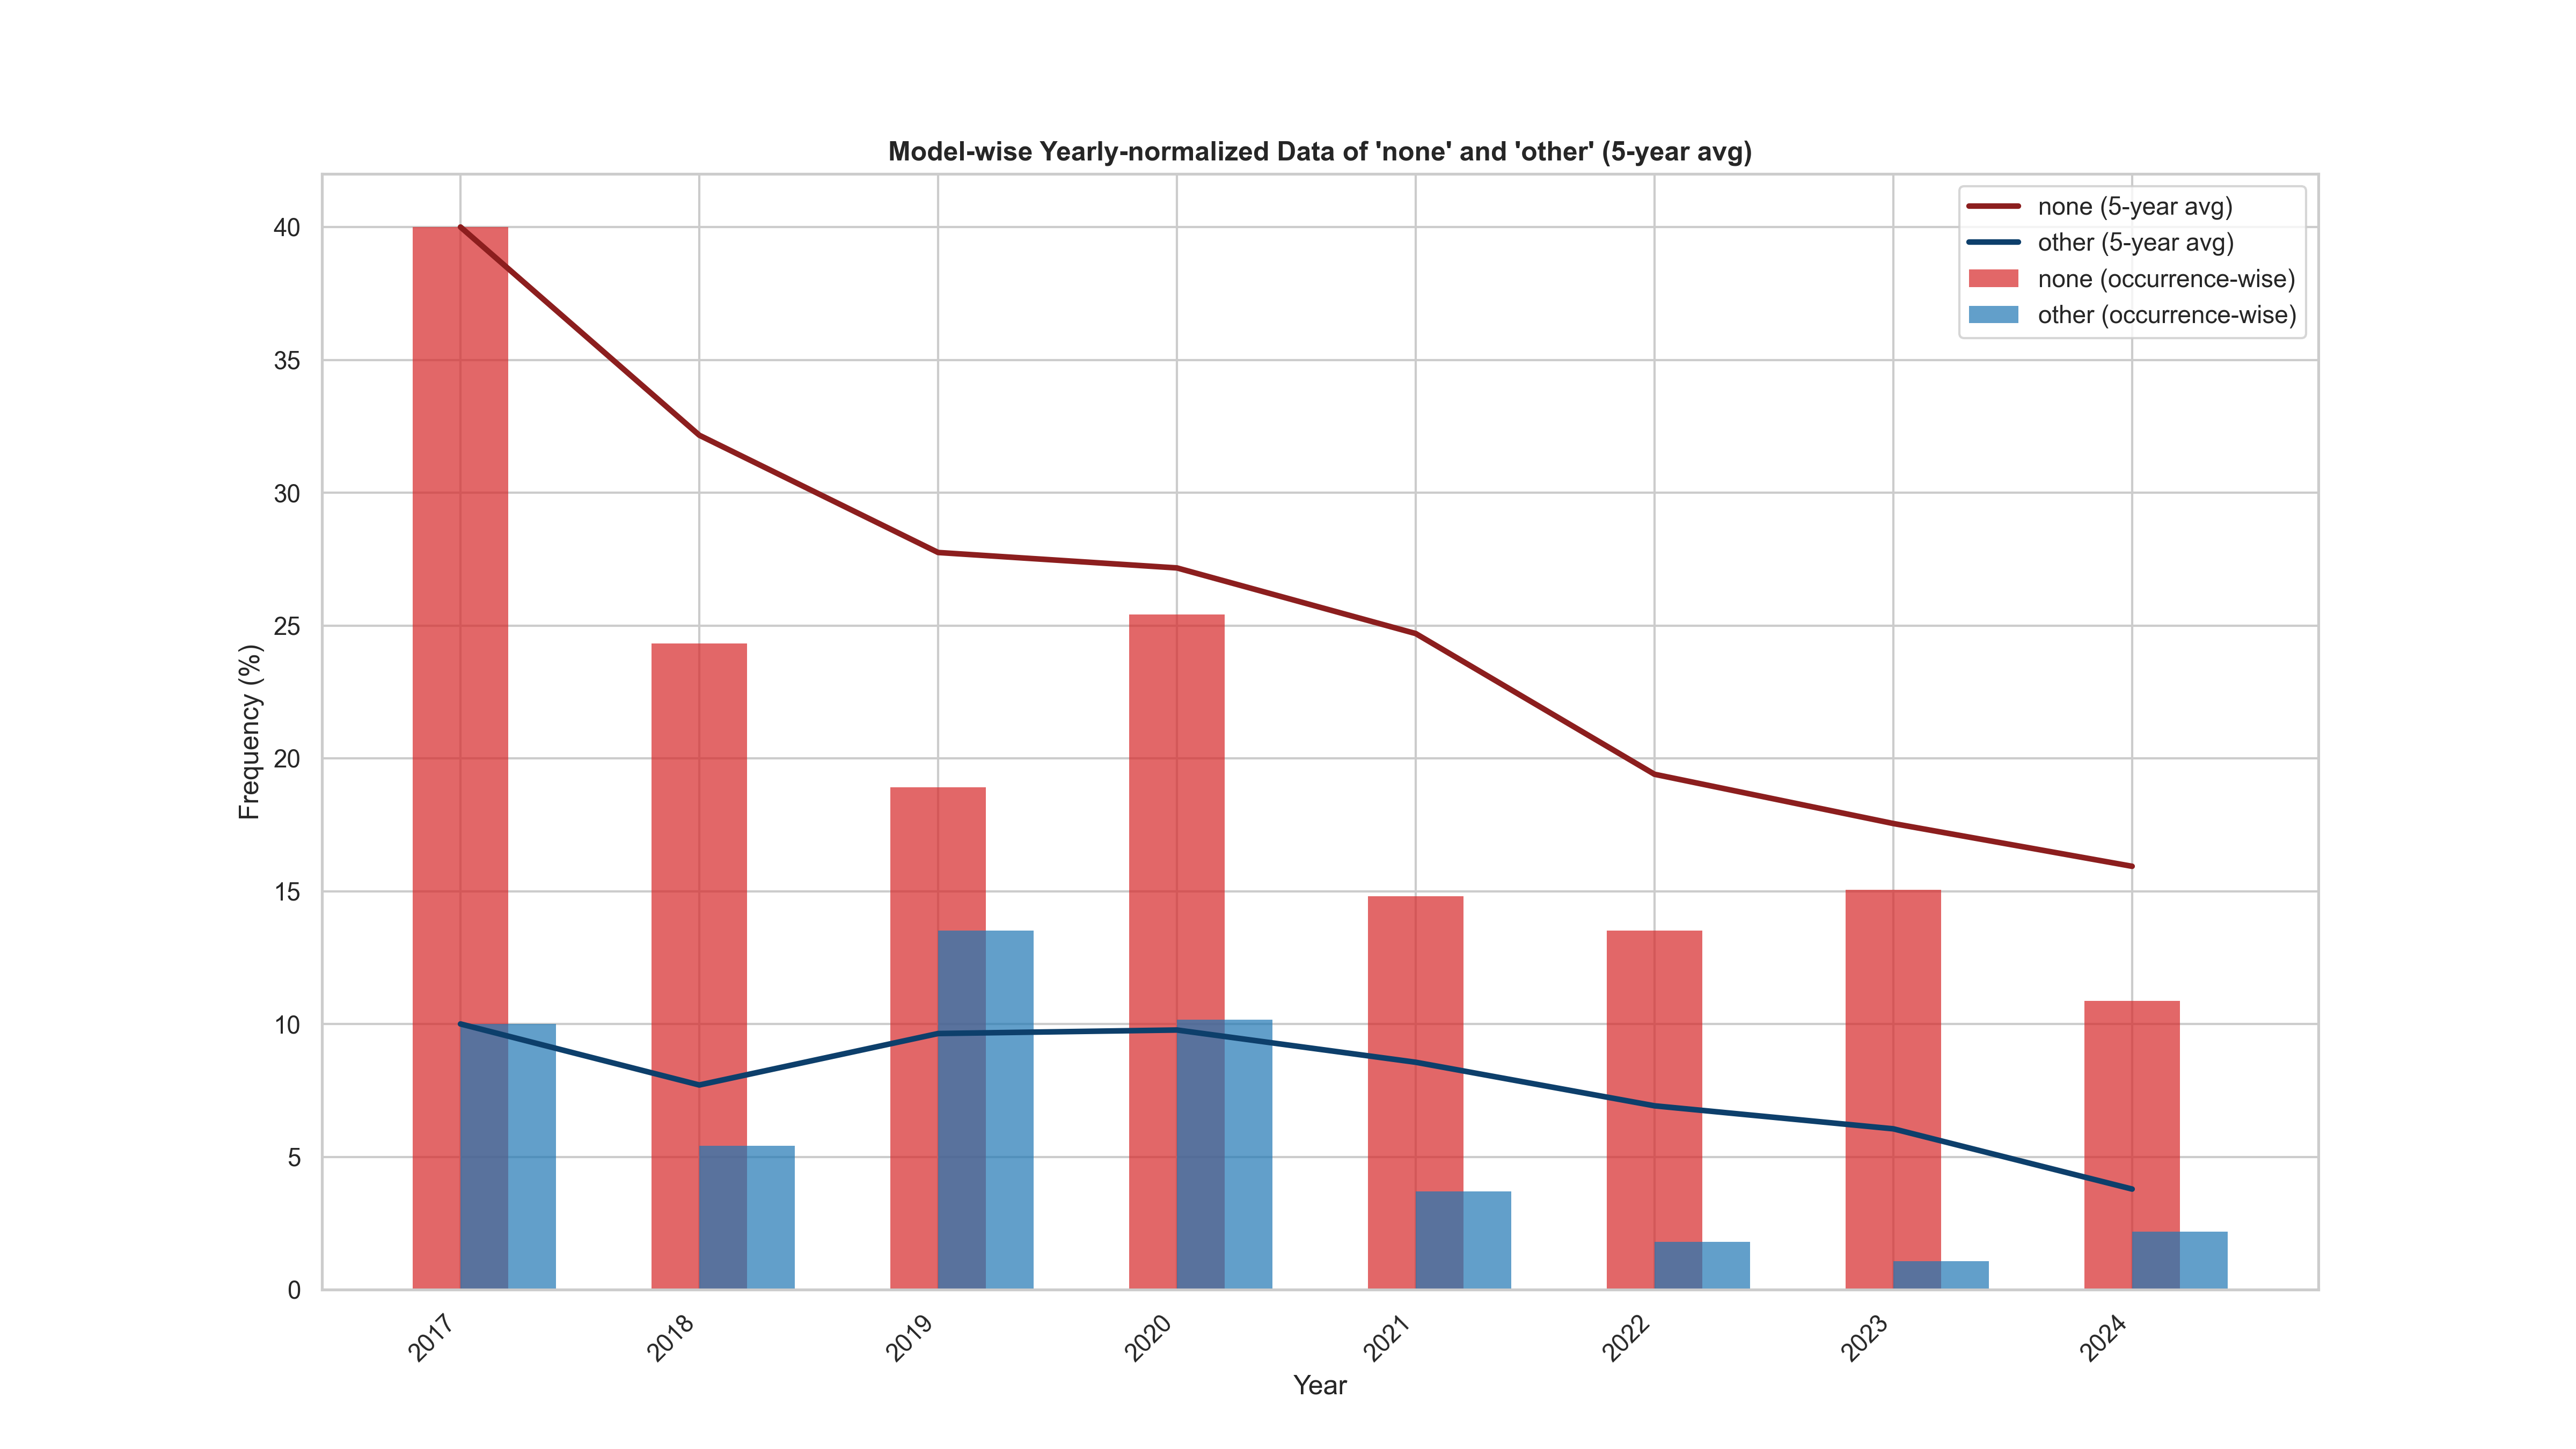 Model-wise Yearly-normalized Data of 'none' and 'other' (5-year avg)
none (5-year avg)
other (5-year avg)
none (occurrence-wise)
other (occurrence-wise)
Frequency (%)
40
35
30
25
20
15
10
5
0
2017
2018
2019
2020
2021
2022
2023
2024
Year